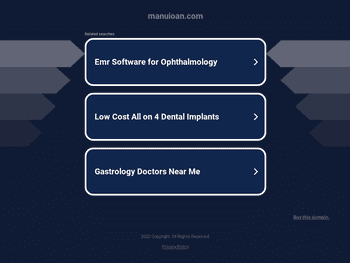 manuioan.com
Related searches
Emr Software for Ophthalmology
Low Cost All on 4 Dental Implants
Gastrology Doctors Near Me
Buy this domain.
2022 Copyright. All Rights Reserved.
Privacy Policy